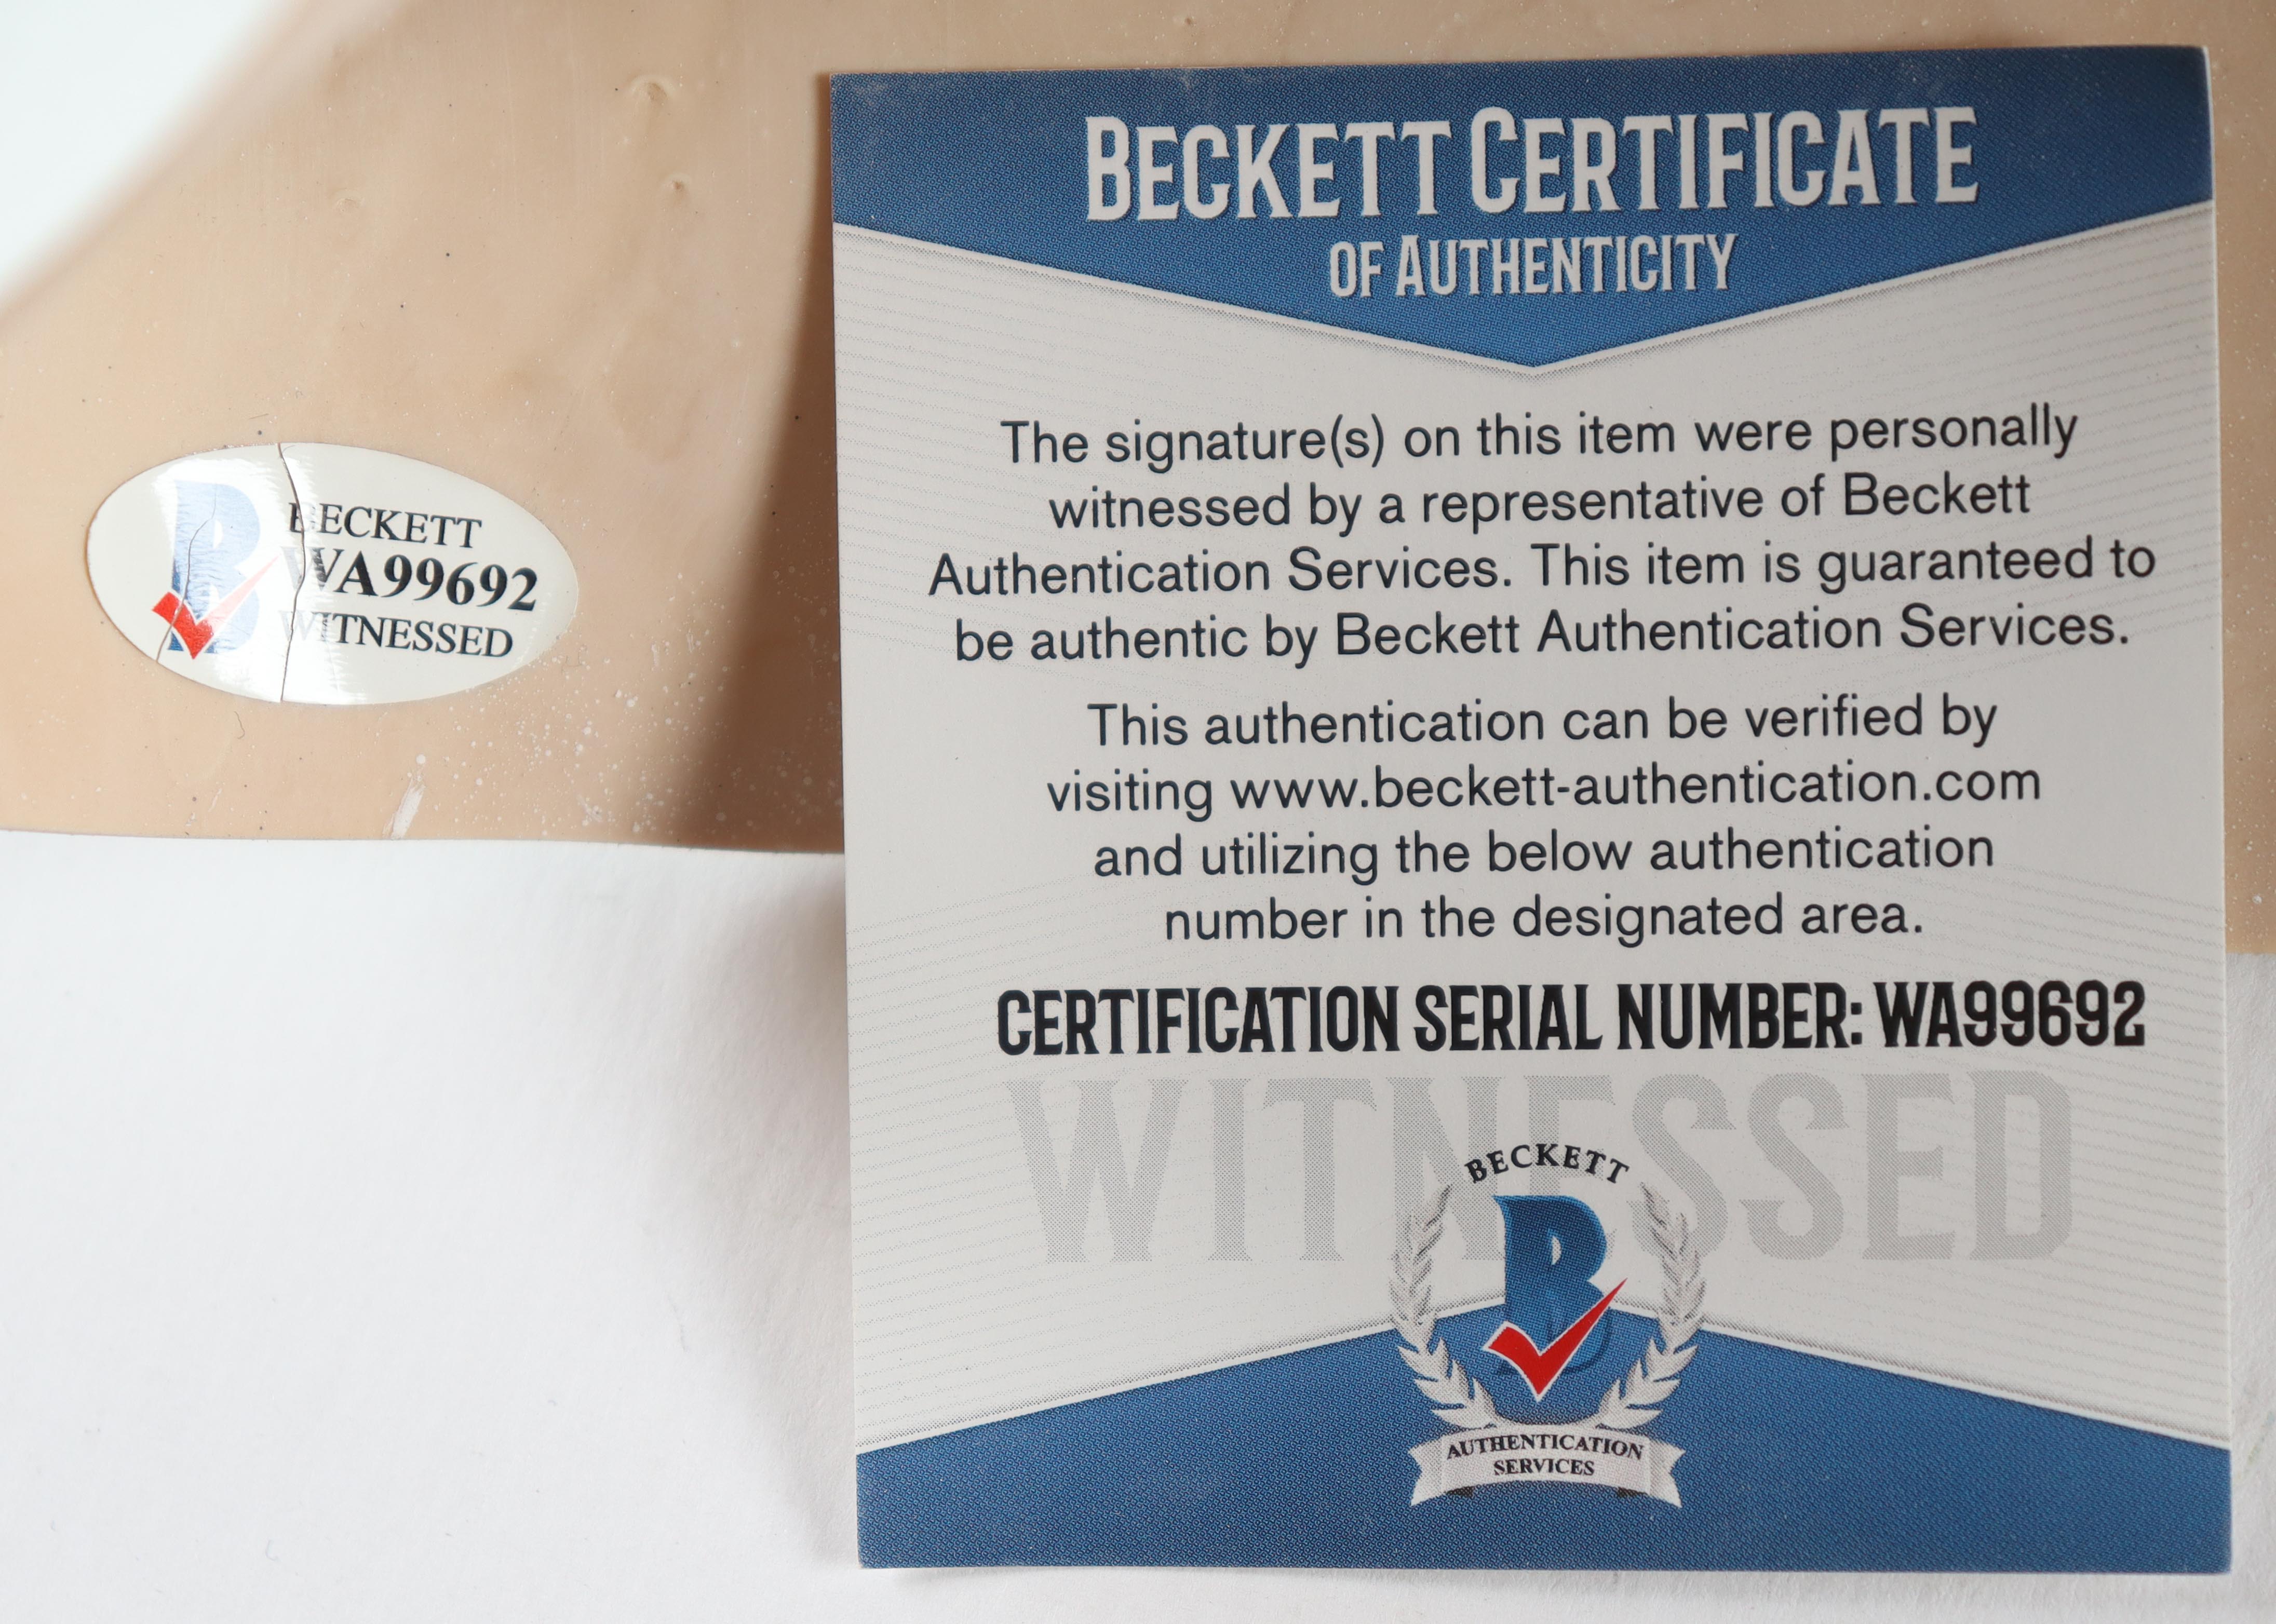 BECKETT
WA99692
WITNESSED
BECKETT CERTIFICATE
OF AUTHENTICITY
The signature(s) on this item were personally
witnessed by a representative of Beckett
Authentication Services. This item is guaranteed to
be authentic by Beckett Authentication Services.
This authentication can be verified by
visiting www.beckett-authentication.com
and utilizing the below authentication
number in the designated area.
CERTIFICATION SERIAL NUMBER: WA99692
WITNESSED
BECKETT
B
AUTHENTICATION
SERVICES